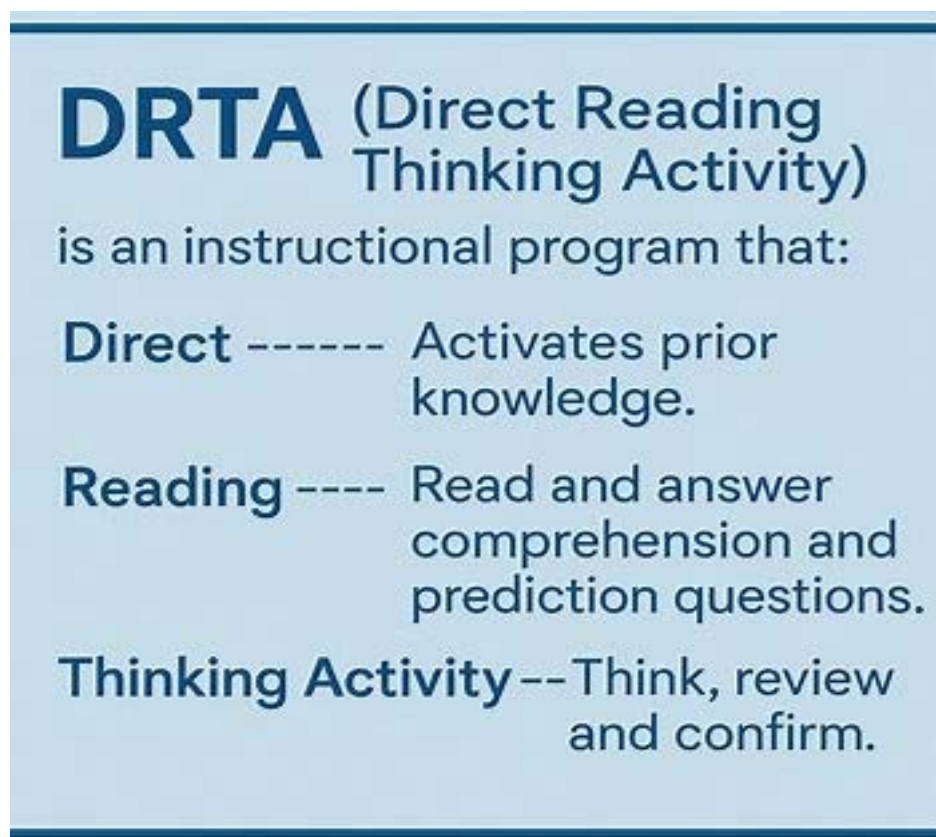 DRTA (Direct Reading
Thinking Activity)
is an instructional program that:
Direct ------ Activates prior
knowledge.
Reading ---- Read and answer
comprehension and
prediction questions.
Thinking Activity--Think, review
and confirm.